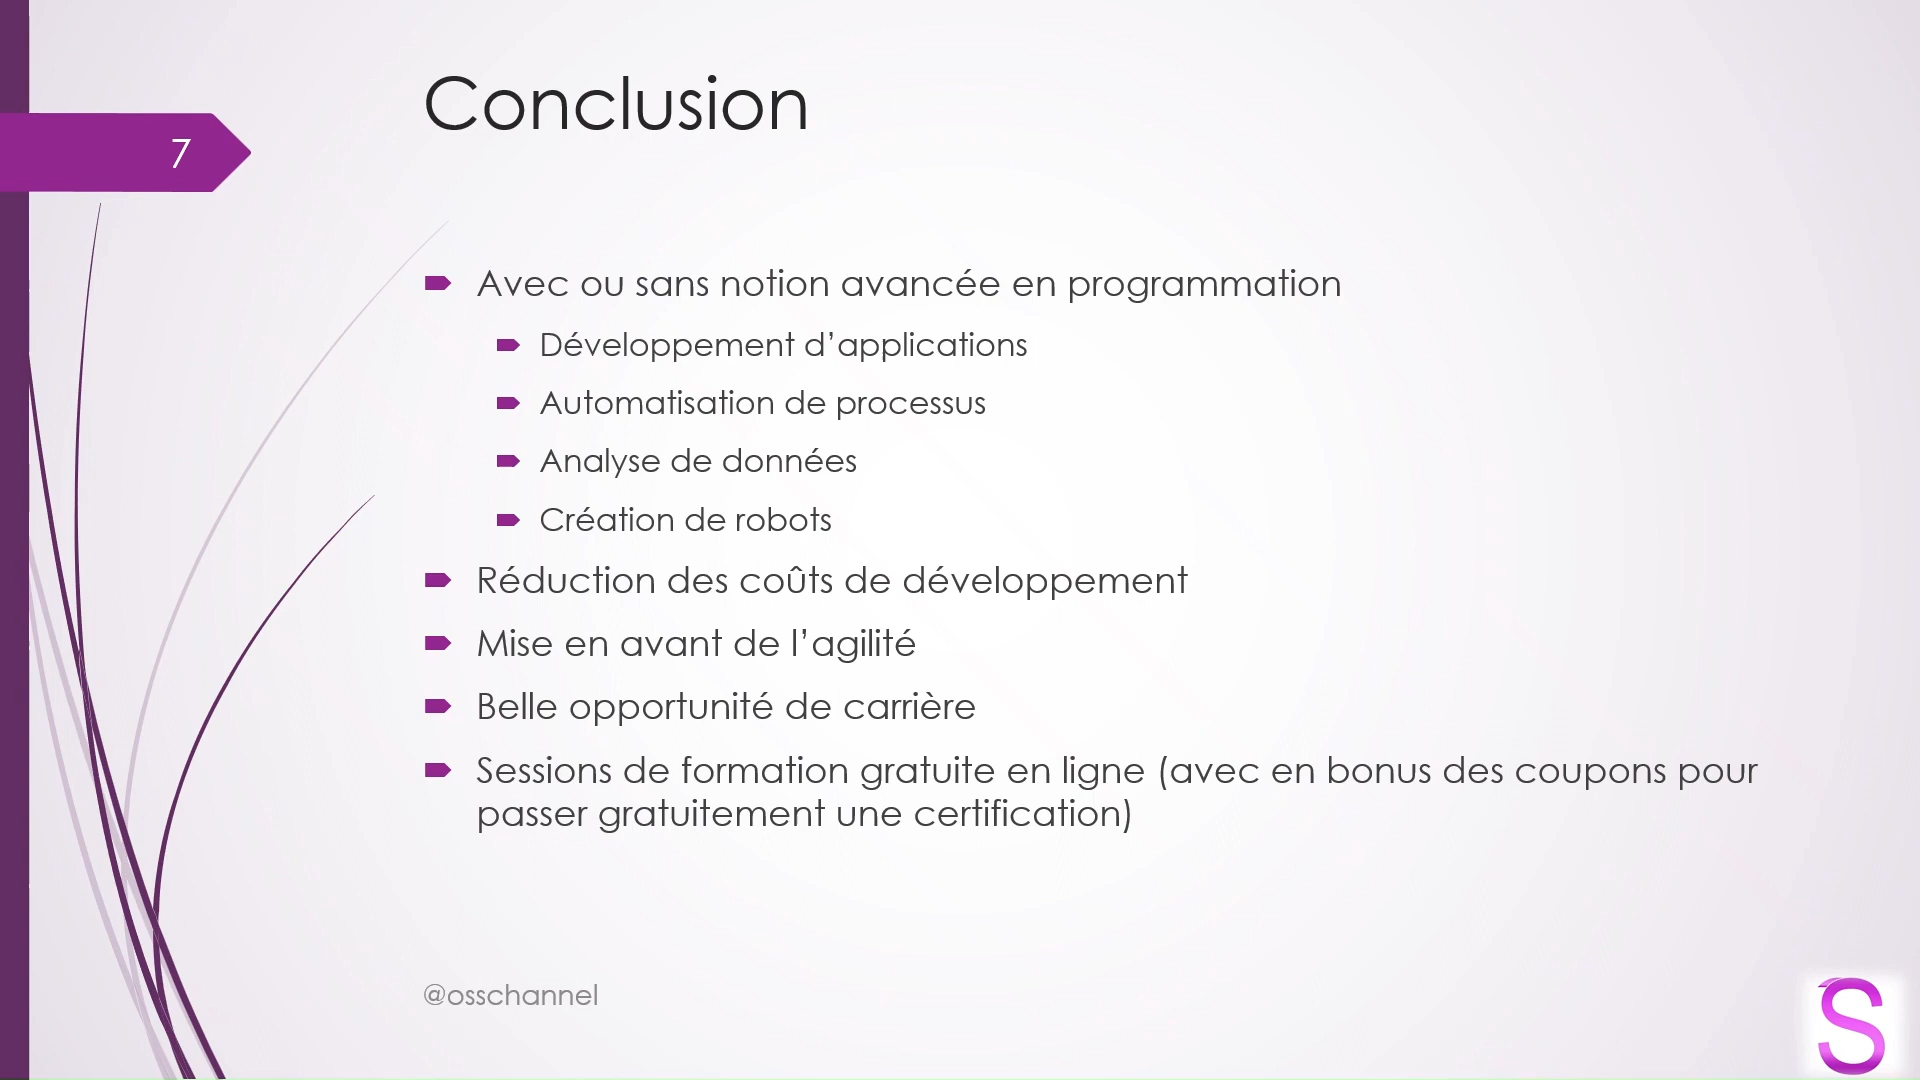 Conclusion
7
Avec ou sans notion avancée en programmation
Développement d’applications
Automatisation de processus
Analyse de données
Création de robots
Réduction des coûts de développement
Mise en avant de l’agilité
Belle opportunité de carrière
Sessions de formation gratuite en ligne (avec en bonus des coupons pour
passer gratuitement une certification)
@osschannel
S